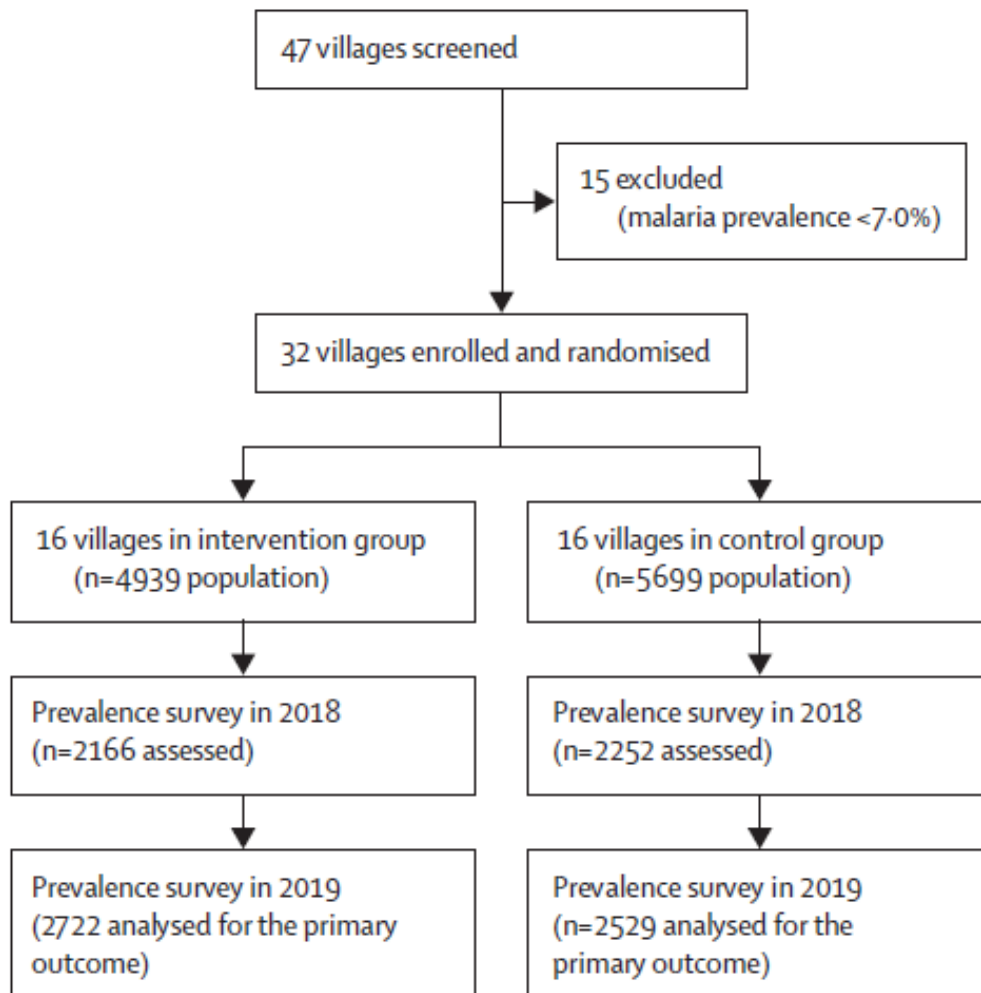 47 villages screened
15 excluded
(malaria prevalence <7·0%)
32 villages enrolled and randomised
16 villages in intervention group
(n=4939 population)
16 villages in control group
(n=5699 population)
Prevalence survey in 2018
(n=2166 assessed)
Prevalence survey in 2018
(n=2252 assessed)
Prevalence survey in 2019
(2722 analysed for the primary
outcome)
Prevalence survey in 2019
(n=2529 analysed for the
primary outcome)